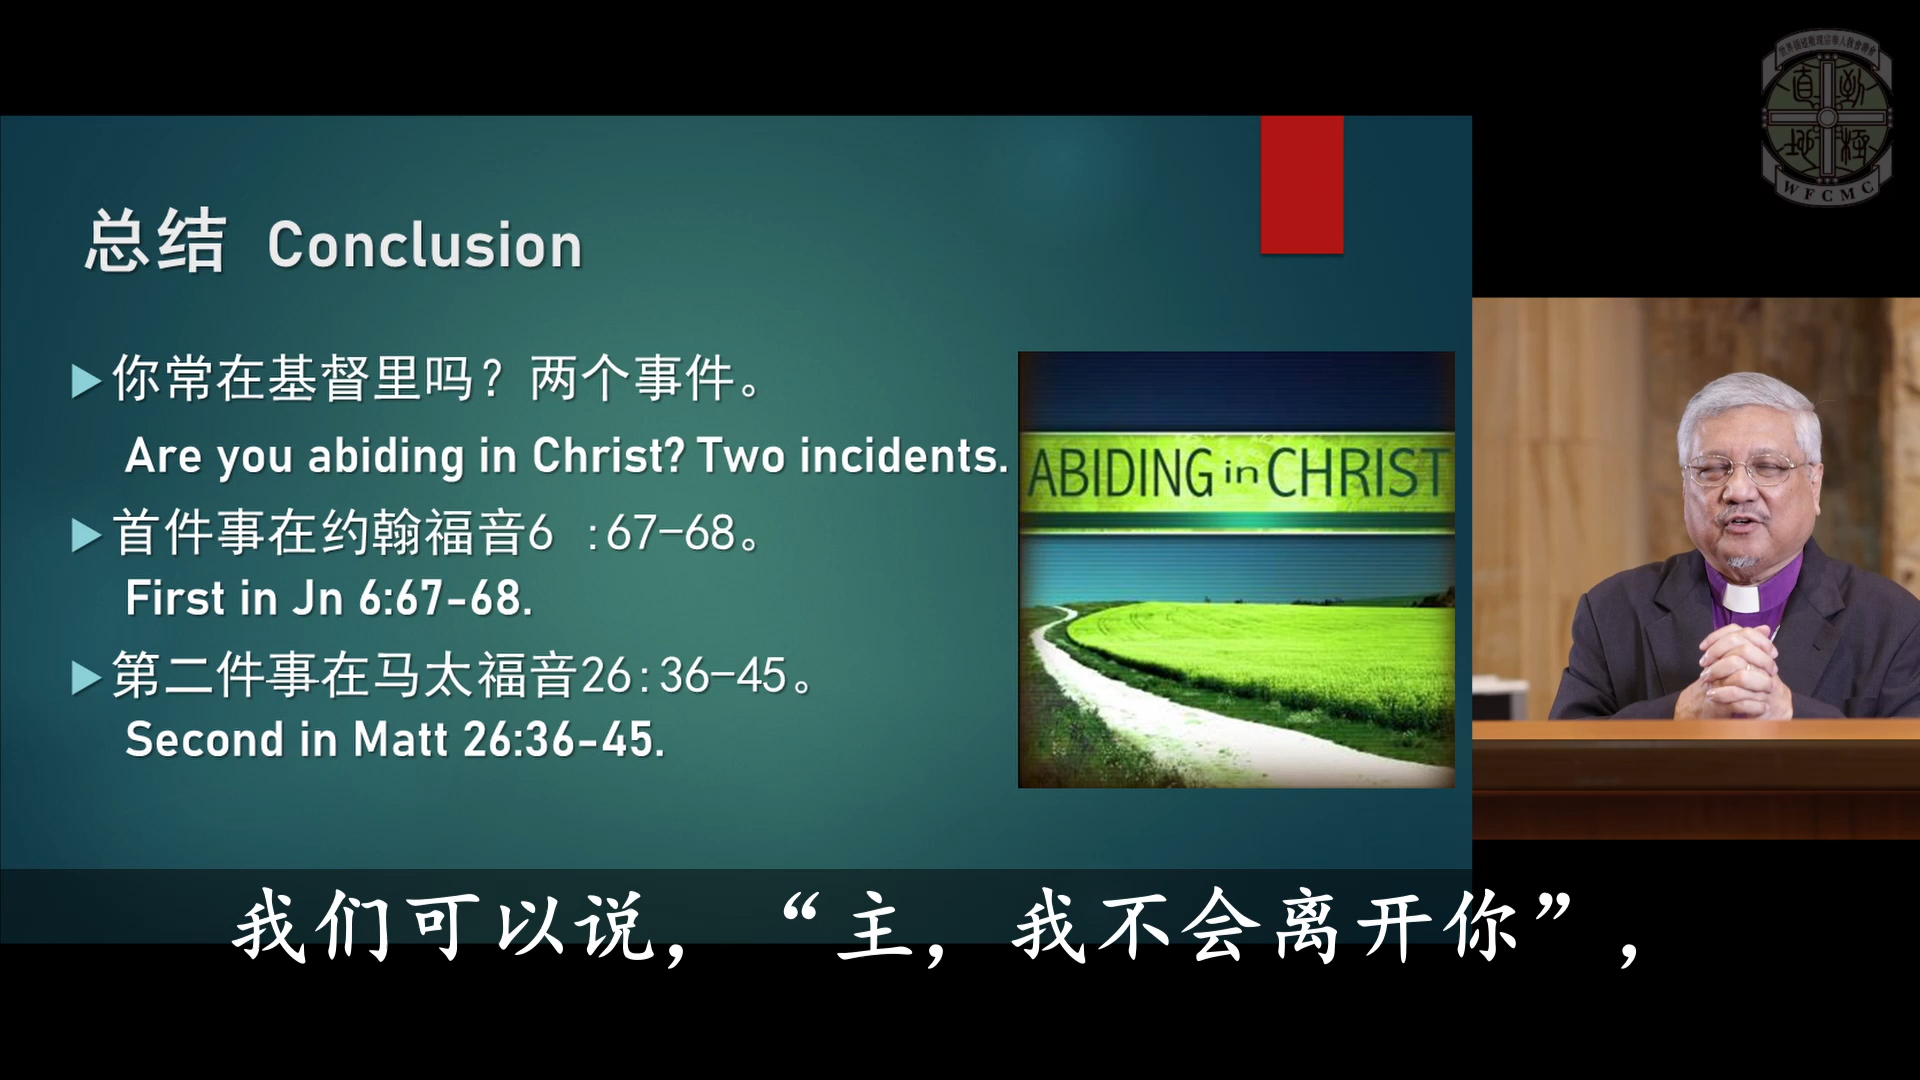 总结 Conclusion
你常在基督里吗？两个事件。
Are you abiding in Christ? Two incidents.
首件事在约翰福音6 :67-68。
First in Jn 6:67-68.
第二件事在马太福音26:36-45。
Second in Matt 26:36-45.
ABIDING in CHRIST
WFCMC
我们可以说，“主，我不会离开你”，